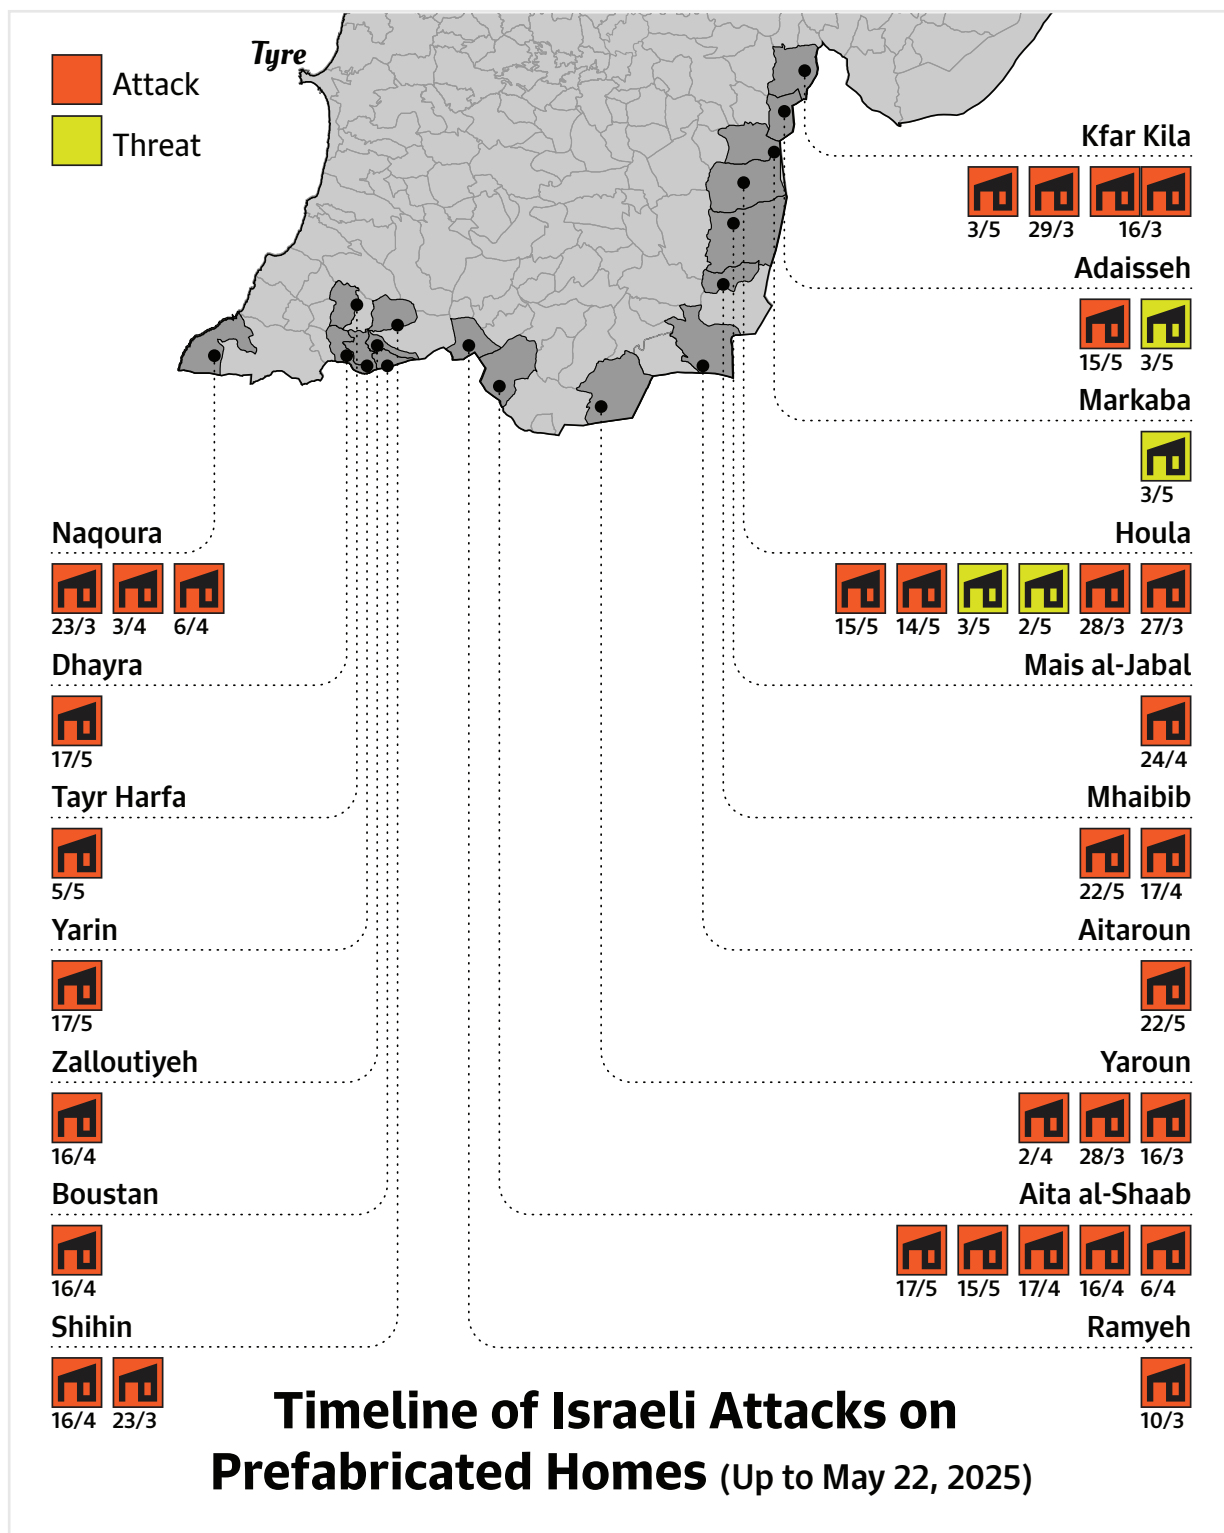 Tyre
Attack
Threat
Kfar Kila
3/5 29/3 16/3
Adaisseh
15/5 3/5
Markaba
3/5
Houla
15/5 14/5 3/5 2/5 28/3 27/3
Mais al-Jabal
24/4
Mhaibib
22/5 17/4
Aitaroun
22/5
Yaroun
2/4 28/3 16/3
Aita al-Shaab
17/5 15/5 17/4 16/4 6/4
Ramyeh
10/3
Naqoura
23/3 3/4 6/4
Dhayra
17/5
Tayr Harfa
5/5
Yarin
17/5
Zalloutiyeh
16/4
Boustan
16/4
Shihin
16/4 23/3
Timeline of Israeli Attacks on
Prefabricated Homes (Up to May 22, 2025)